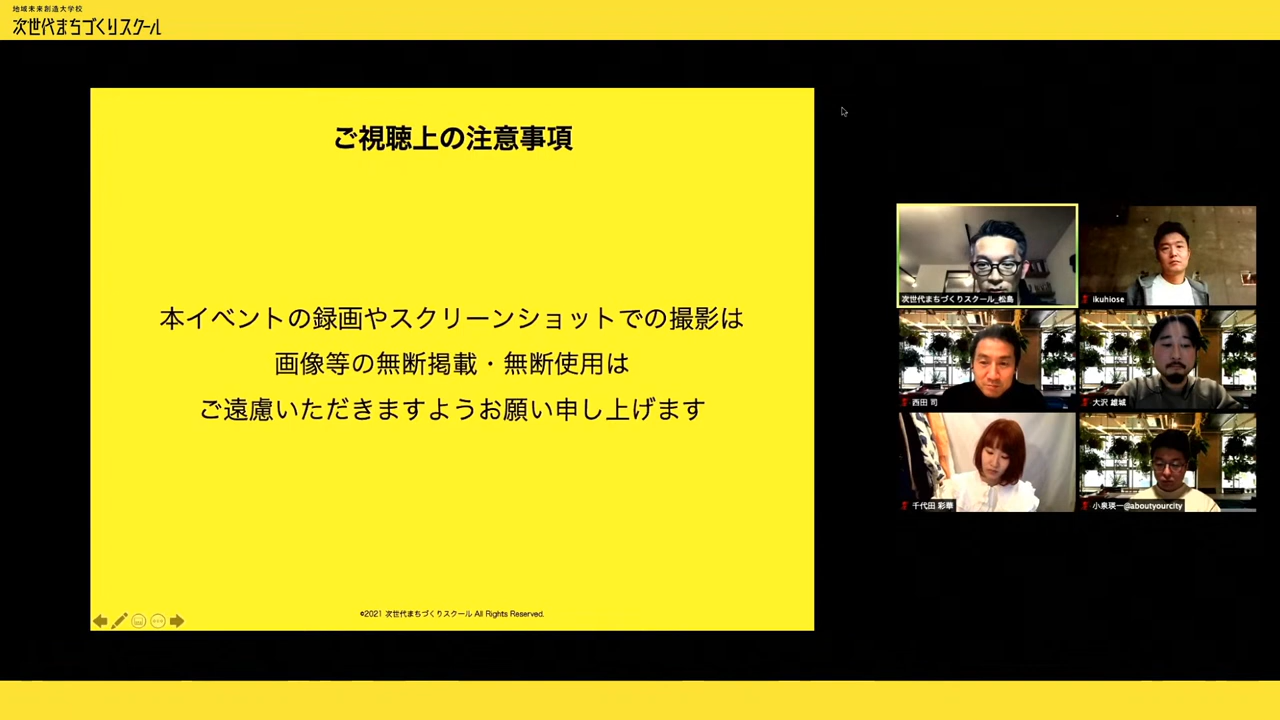 地域未来創造大学校
次世代まちづくりスクール
ご視聴上の注意事項
本イベントの録画やスクリーンショットでの撮影は
画像等の無断掲載・無断使用は
ご遠慮いただきますようお願い申し上げます
©2021 次世代まちづくりスクール All Rights Reserved.
次世代まちづくりスクール_松島
ikuhiose
西田 司
大沢 雄城
千代田 彩華
小泉瑛一@aboutyourcity